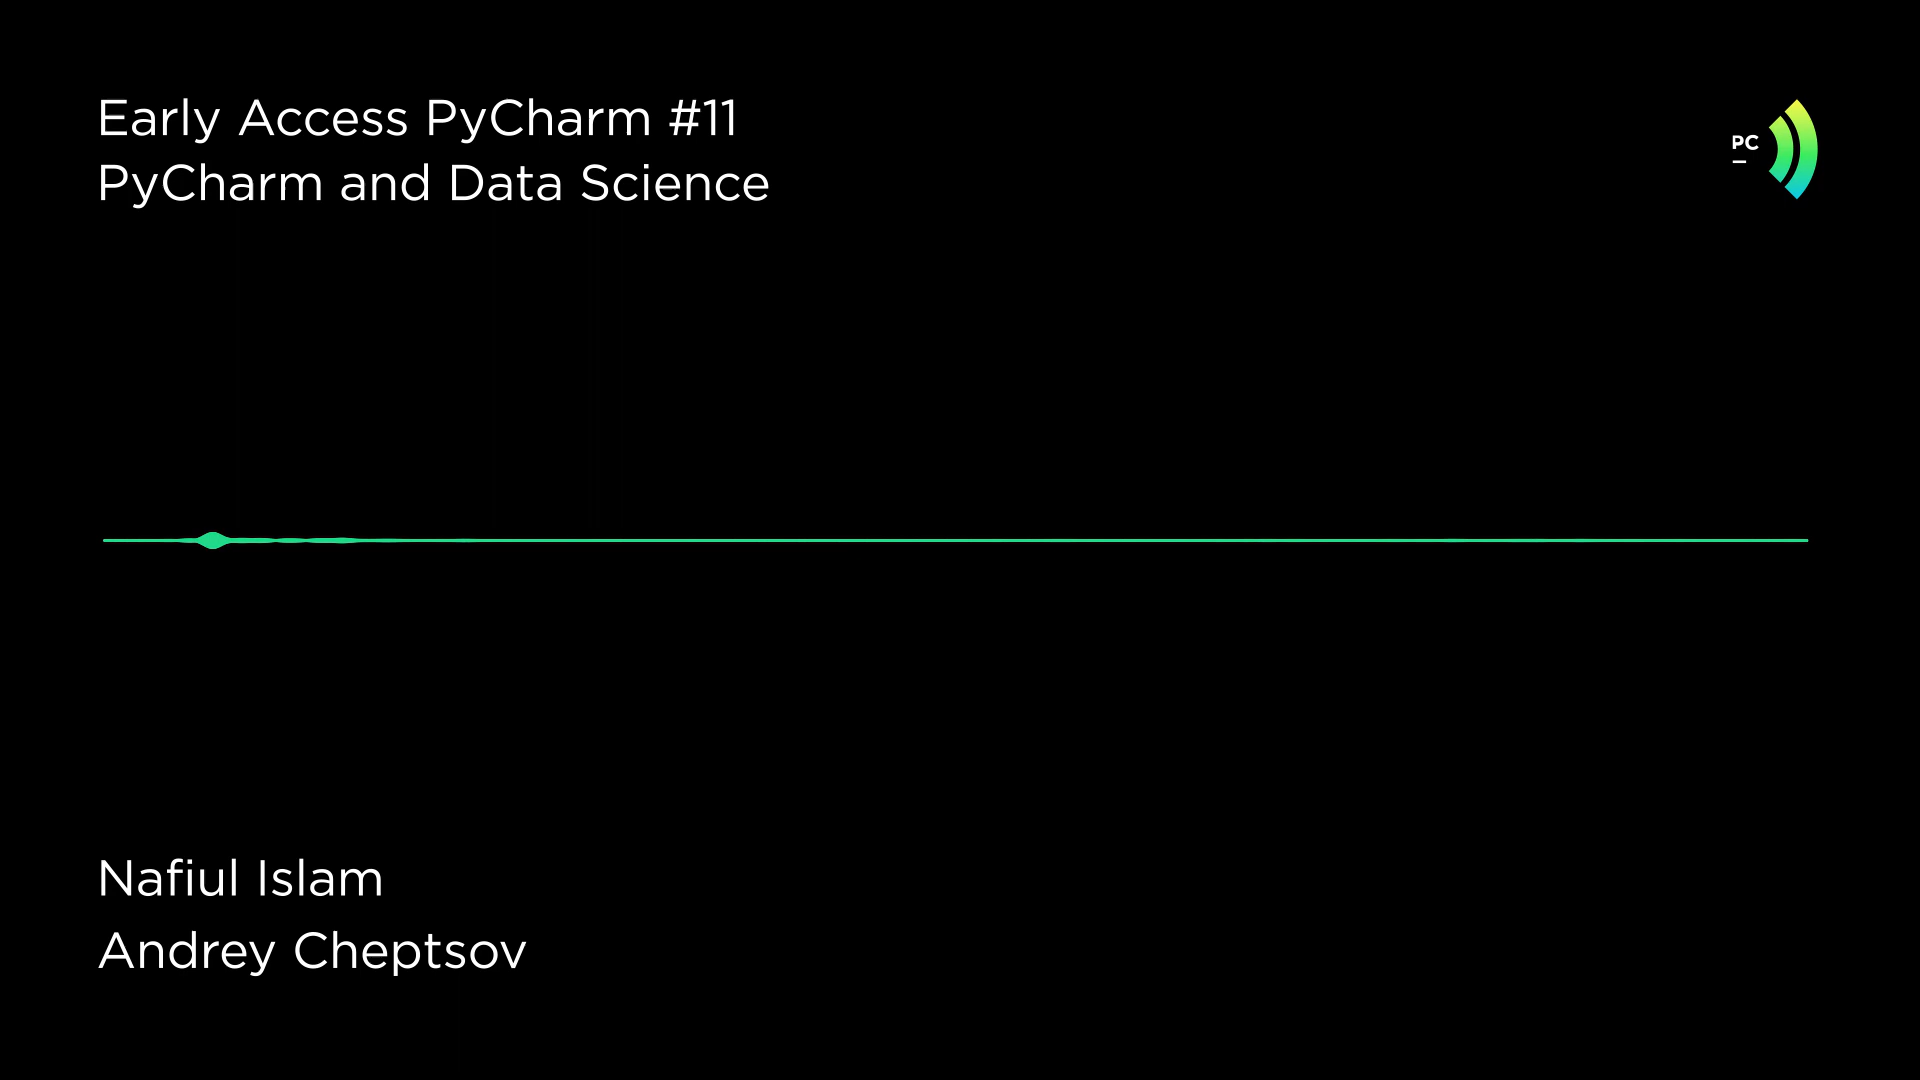 Early Access PyCharm #11
PyCharm and Data Science
PC
Nafiul Islam
Andrey Cheptsov